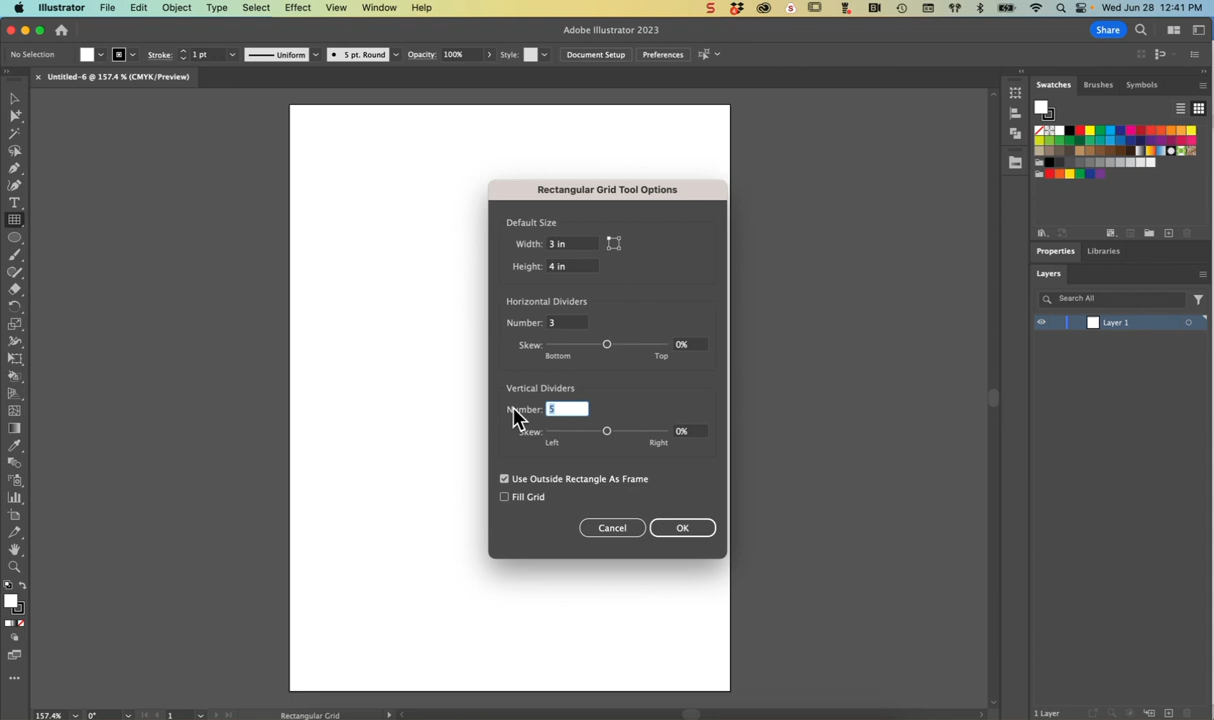 Illustrator File Edit Object Type Select Effect View Window Help Wed Jun 28 12:41 PM
Adobe Illustrator 2023 Share
No Selection Stroke: 1 pt Uniform 5 pt. Round Opacity: 100% Style: Document Setup Preferences
× Untitled-6 @ 157.4 % (CMYK/Preview)
Swatches Brushes Symbols
Rectangular Grid Tool Options
Default Size
Width: 3 in
Height: 4 in
Horizontal Dividers
Number: 3
Skew: 0%
Bottom Top
Vertical Dividers
Number: 5
Skew: 0%
Left Right
Use Outside Rectangle As Frame
Fill Grid
Cancel OK
Properties Libraries
Layers
Search All
Layer 1
157.4% 0° 1 Rectangular Grid
1 Layer